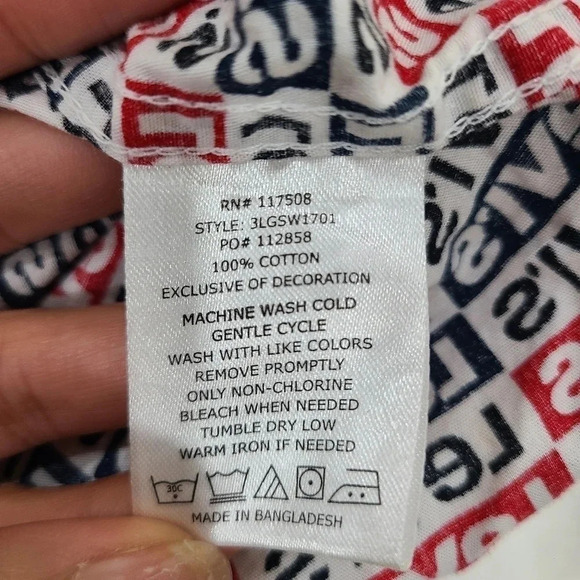 RN# 117508
STYLE: 3LGSW1701
PO# 112858
100% COTTON
EXCLUSIVE OF DECORATION
MACHINE WASH COLD
GENTLE CYCLE
WASH WITH LIKE COLORS
REMOVE PROMPTLY
ONLY NON-CHLORINE
BLEACH WHEN NEEDED
TUMBLE DRY LOW
WARM IRON IF NEEDED
30C
MADE IN BANGLADESH